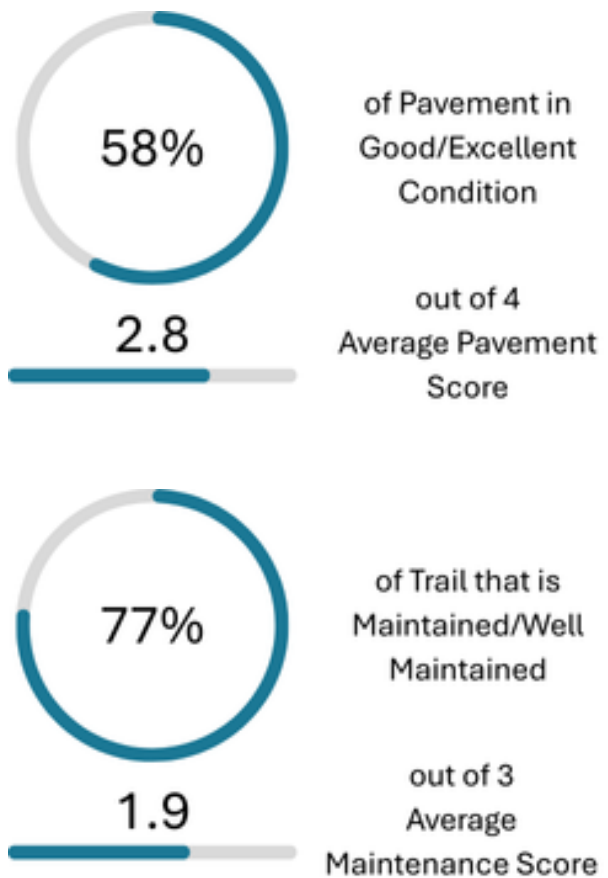 58%
of Pavement in
Good/Excellent
Condition
2.8
out of 4
Average Pavement
Score
77%
of Trail that is
Maintained/Well
Maintained
1.9
out of 3
Average
Maintenance Score